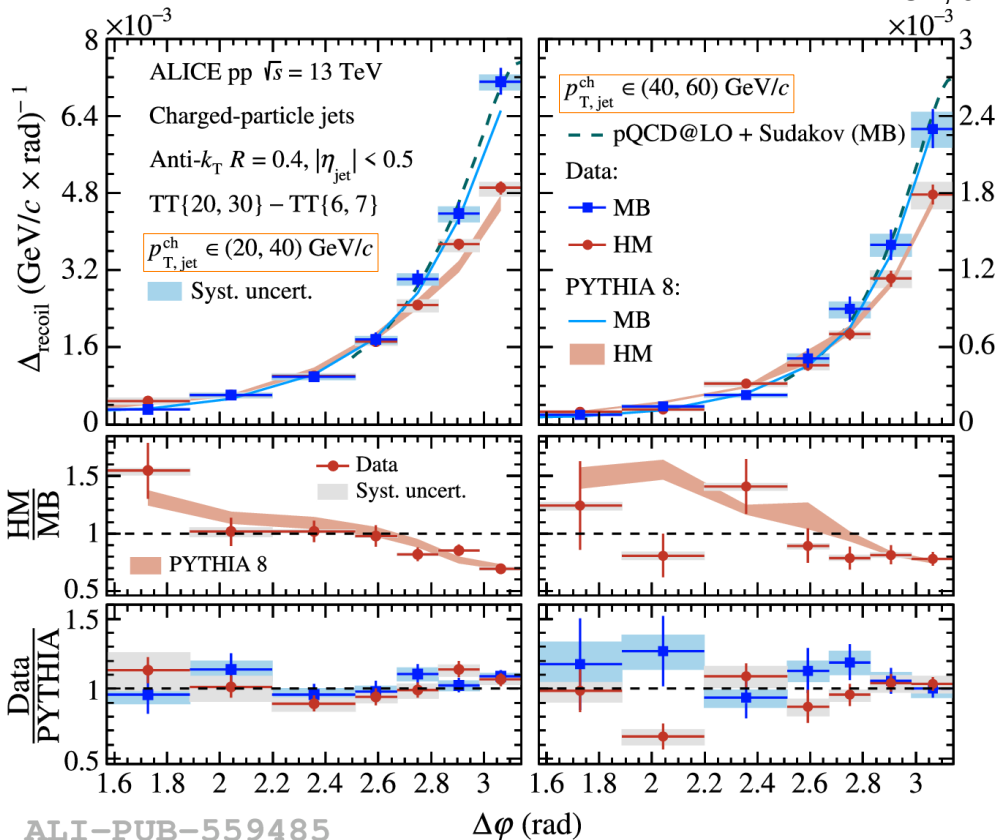 ×10⁻³
×10⁻³
8
6.4
4.8
3.2
1.6
0
Δrecoil ((GeV/c × rad)⁻¹
ALICE pp √s = 13 TeV
Charged-particle jets
Anti-kT R = 0.4, |ηjet| < 0.5
TT{20, 30} − TT{6, 7}
p^ch_T, jet ∈ (20, 40) GeV/c
Syst. uncert.
p^ch_T, jet ∈ (40, 60) GeV/c
pQCD@LO + Sudakov (MB)
Data:
MB
HM
PYTHIA 8:
MB
HM
3
2.4
1.8
1.2
0.6
0
HM
MB
1.5
1
0.5
Data
Syst. uncert.
PYTHIA 8
Data
PYTHIA
1.5
1
0.5
1.6 1.8 2 2.2 2.4 2.6 2.8 3
1.6 1.8 2 2.2 2.4 2.6 2.8 3
Δφ (rad)
ALI−PUB−559485